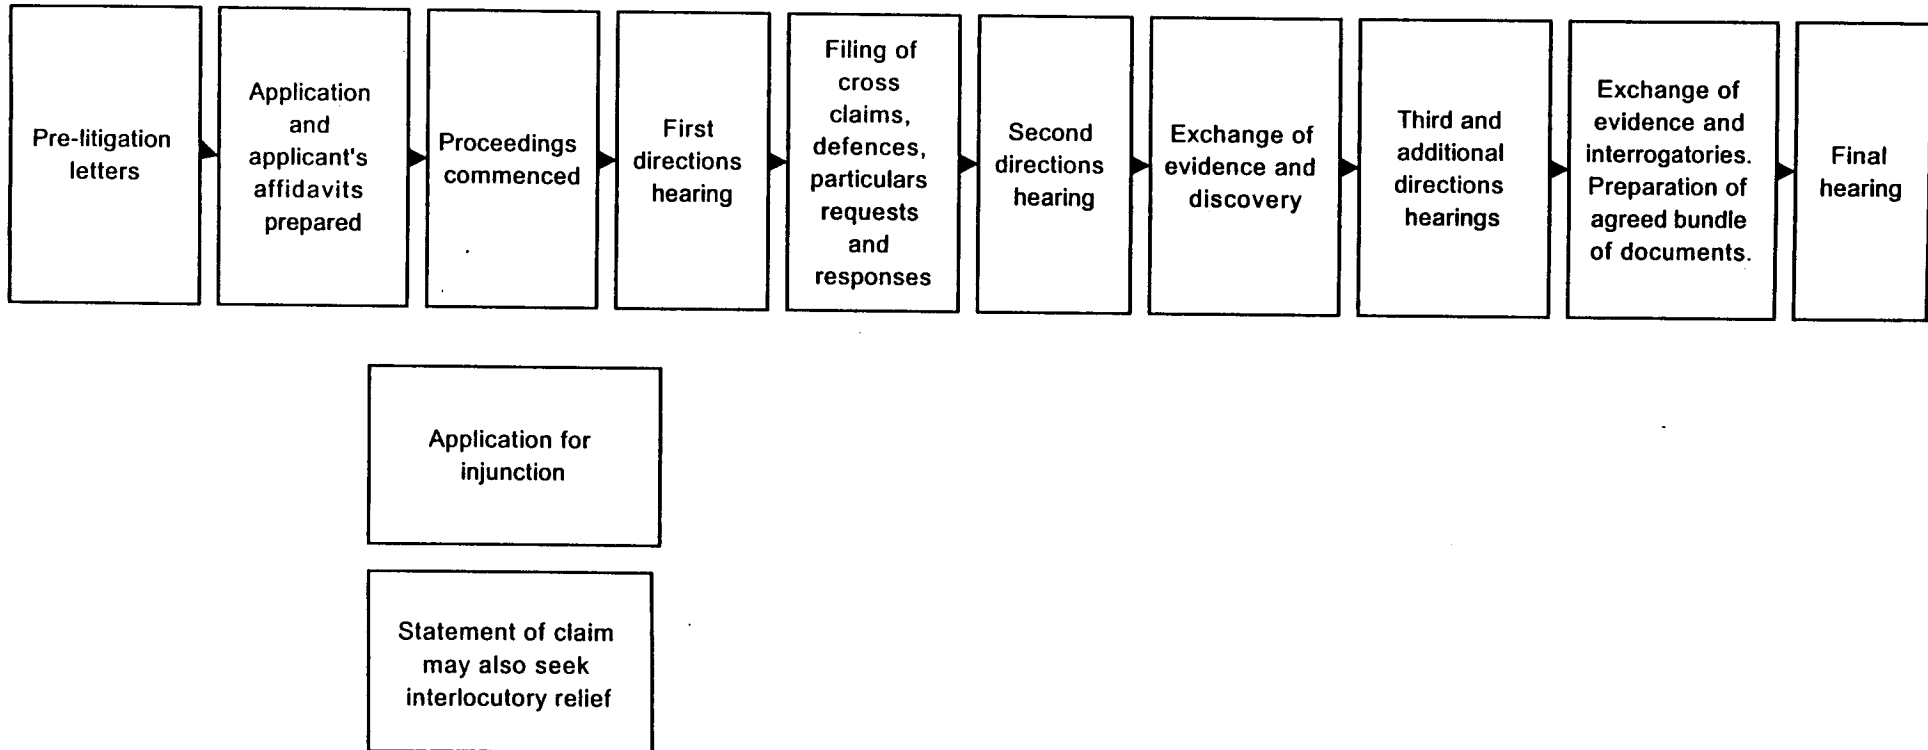 Pre-litigation
letters
Application
and
applicant's
affidavits
prepared
Proceedings
commenced
First
directions
hearing
Filing of
cross
claims,
defences,
particulars
requests
and
responses
Second
directions
hearing
Exchange of
evidence and
discovery
Third and
additional
directions
hearings
Exchange of
evidence and
interrogatories.
Preparation of
agreed bundle
of documents.
Final
hearing
Application for
injunction
Statement of claim
may also seek
interlocutory relief